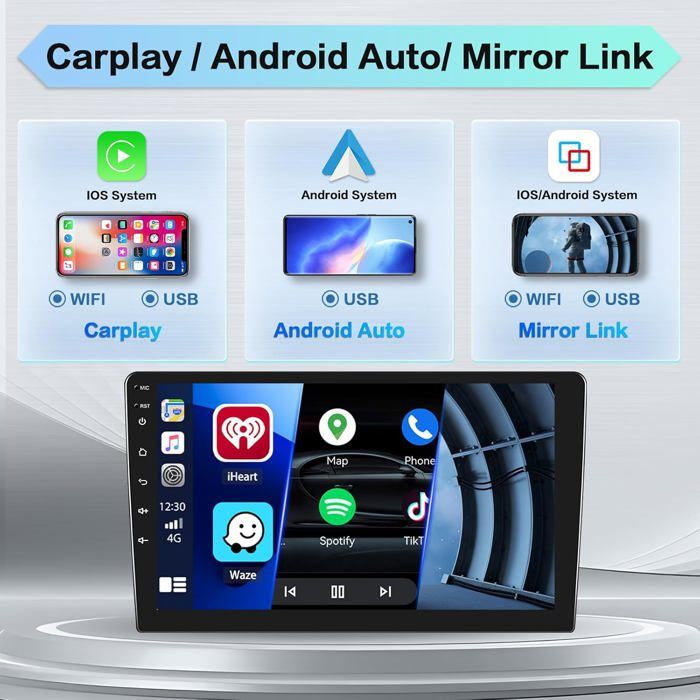 Carplay / Android Auto/ Mirror Link
IOS System
Android System
IOS/Android System
WIFI
USB
USB
WIFI
USB
Carplay
Android Auto
Mirror Link
MIC
RST
iHeart
Map
Phone
12:30
4G
Waze
Spotify
TikT